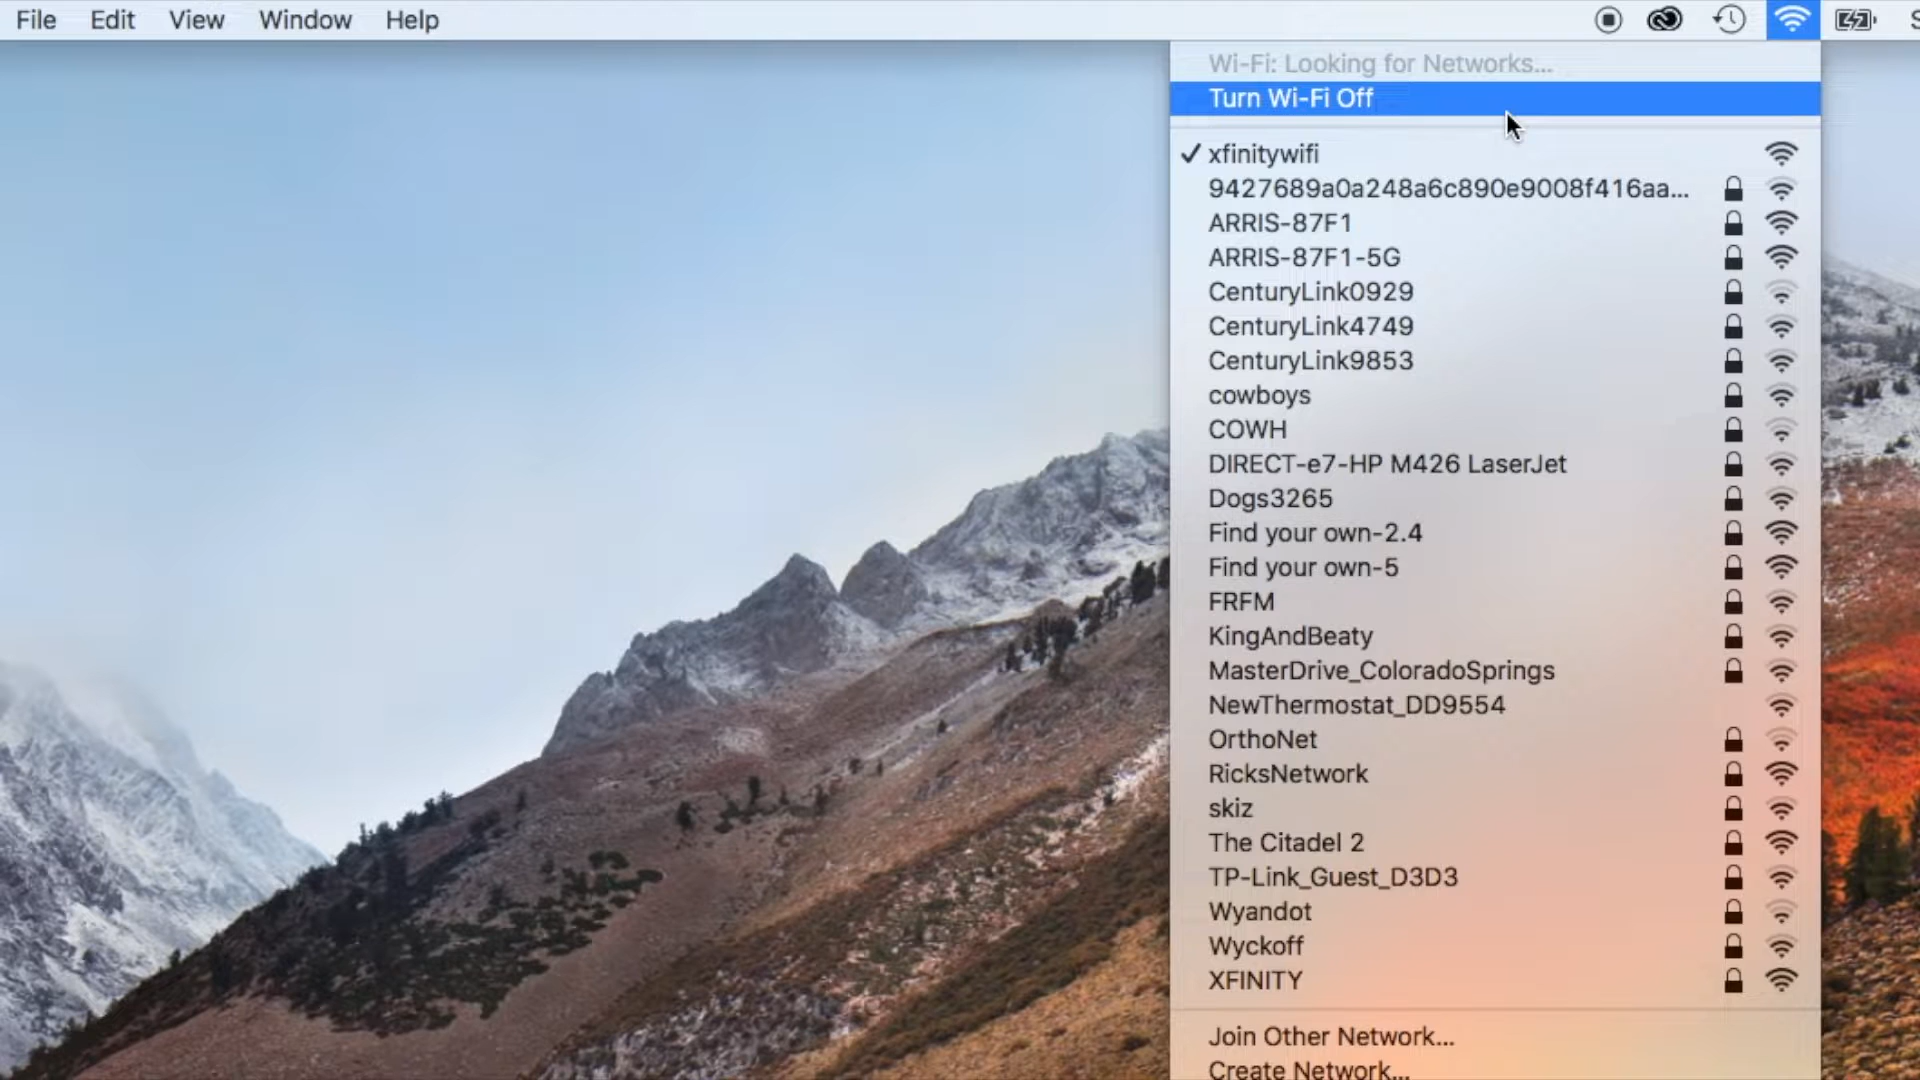 File Edit View Window Help
Wi-Fi: Looking for Networks...
Turn Wi-Fi Off
✓ xfinitywifi
9427689a0a248a6c890e9008f416aa...
ARRIS-87F1
ARRIS-87F1-5G
CenturyLink0929
CenturyLink4749
CenturyLink9853
cowboys
COWH
DIRECT-e7-HP M426 LaserJet
Dogs3265
Find your own-2.4
Find your own-5
FRFM
KingAndBeaty
MasterDrive_ColoradoSprings
NewThermostat_DD9554
OrthoNet
RicksNetwork
skiz
The Citadel 2
TP-Link_Guest_D3D3
Wyandot
Wyckoff
XFINITY
Join Other Network...
Create Network...